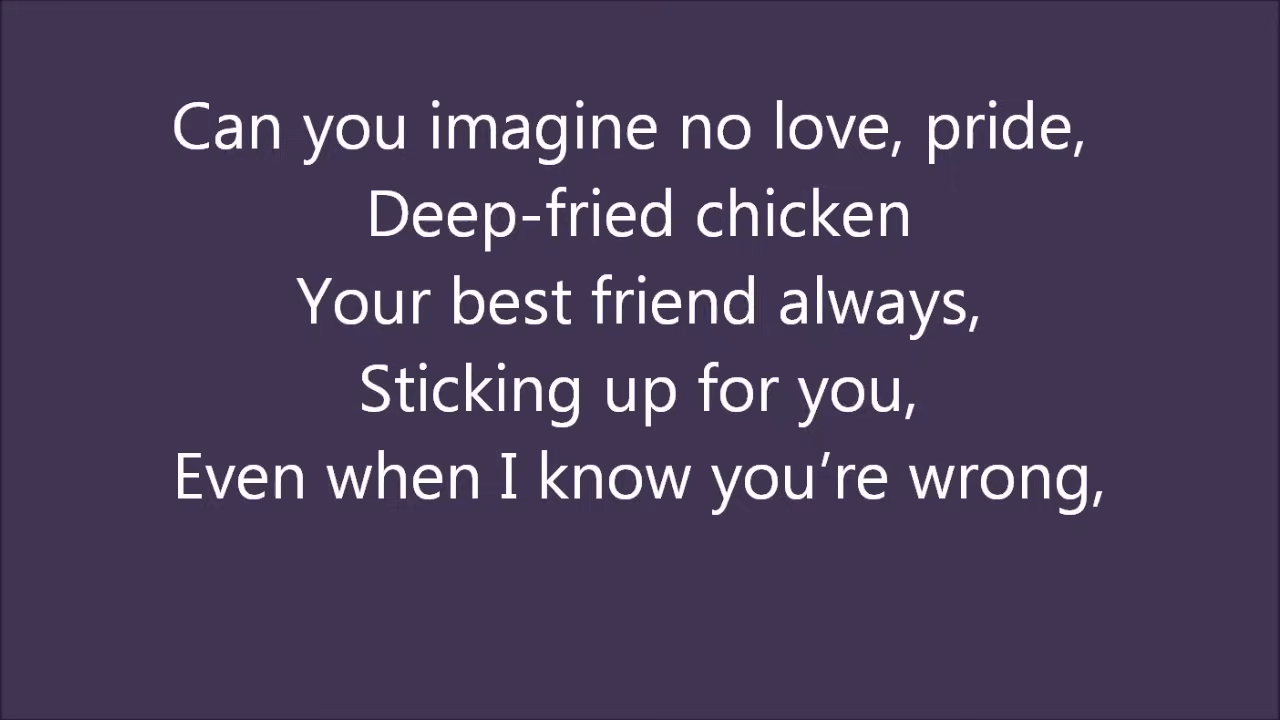 Can you imagine no love, pride,
Deep-fried chicken
Your best friend always,
Sticking up for you,
Even when I know you’re wrong,